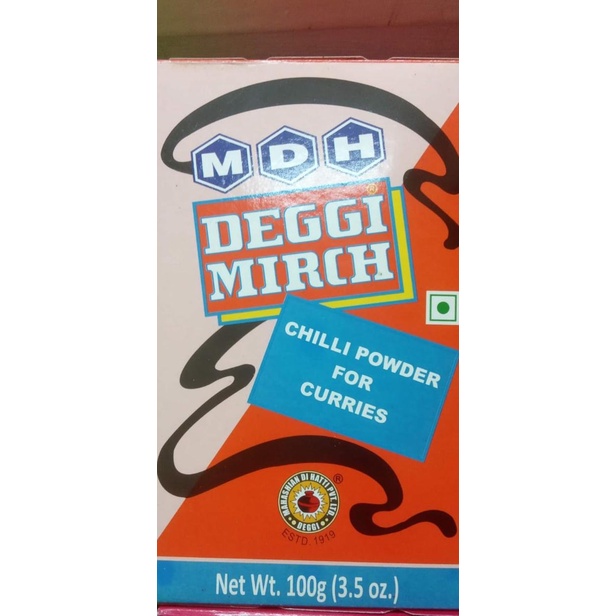 MDH
DEGGI®
MIRCH
CHILLI POWDER
FOR
CURRIES
MAHASHIAN DI HATTI PVT. LTD.
DEGGI
®
ESTD. 1919
Net Wt. 100g (3.5 oz.)